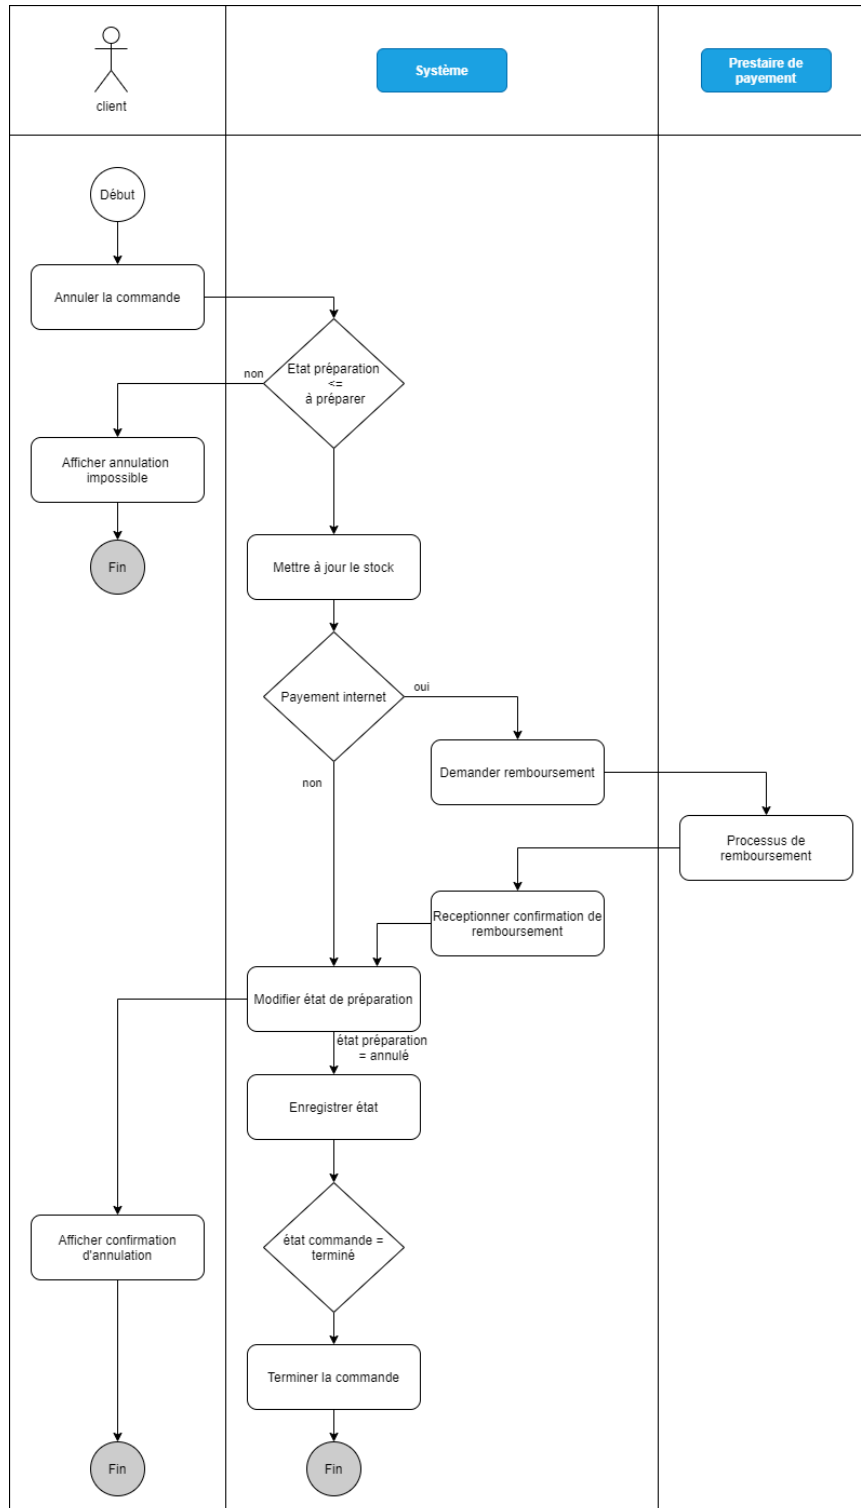 client
Système
Prestaire de
payement
Début
Annuler la commande
Etat préparation
<=
à préparer
non
Afficher annulation
impossible
Fin
Mettre à jour le stock
Payement internet
oui
non
Demander remboursement
Processus de
remboursement
Receptionner confirmation de
remboursement
Modifier état de préparation
état préparation
= annulé
Enregistrer état
Afficher confirmation
d'annulation
état commande =
terminé
Terminer la commande
Fin
Fin